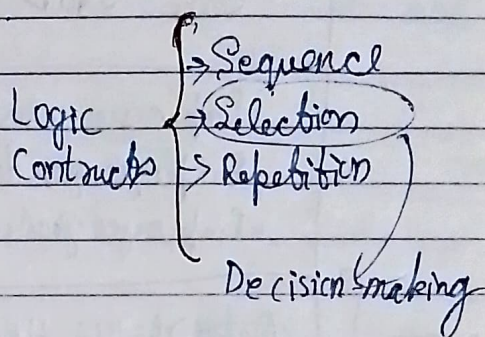 Logic
Contructs
→ Sequence
→ Selection
→ Repetition
Decision making